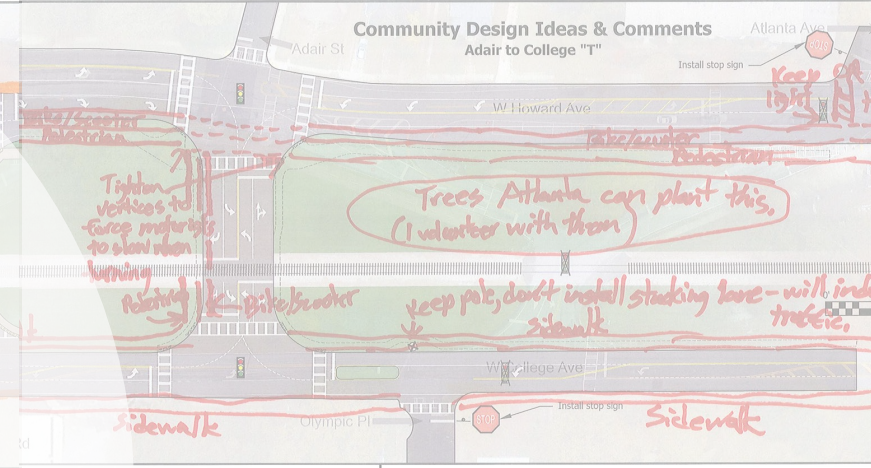 Community Design Ideas & Comments
Adair to College "T"
Atlanta Ave
Adair St
Install stop sign
STOP
Keep
light
W Howard Ave
Bike/Scooter
Pedestrian
Bike/scooter
Pedestrian
Tighten
vertices to
force motorists
to slow when
turning
Trees Atlanta can plant this.
(I volunteer with them)
Bike/Scooter
Keep pole, don't install stacking lane - will
traffic.
Sidewalk
W College Ave
Install stop sign
STOP
Olympic Pl
Sidewalk
Sidewalk
Rd